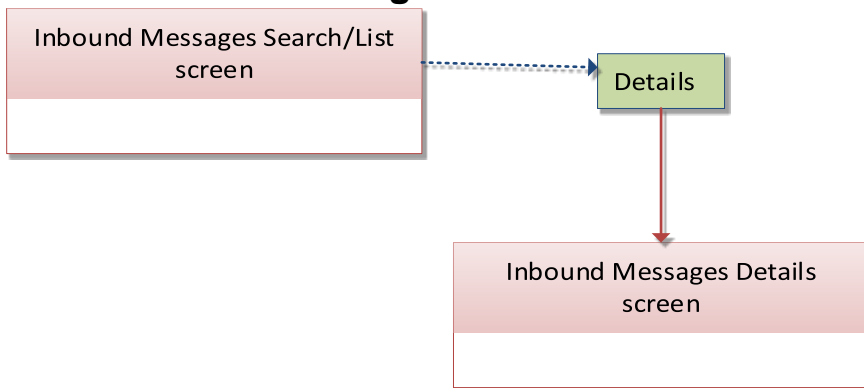 Inbound Messages Search/List
screen
Details
Inbound Messages Details
screen